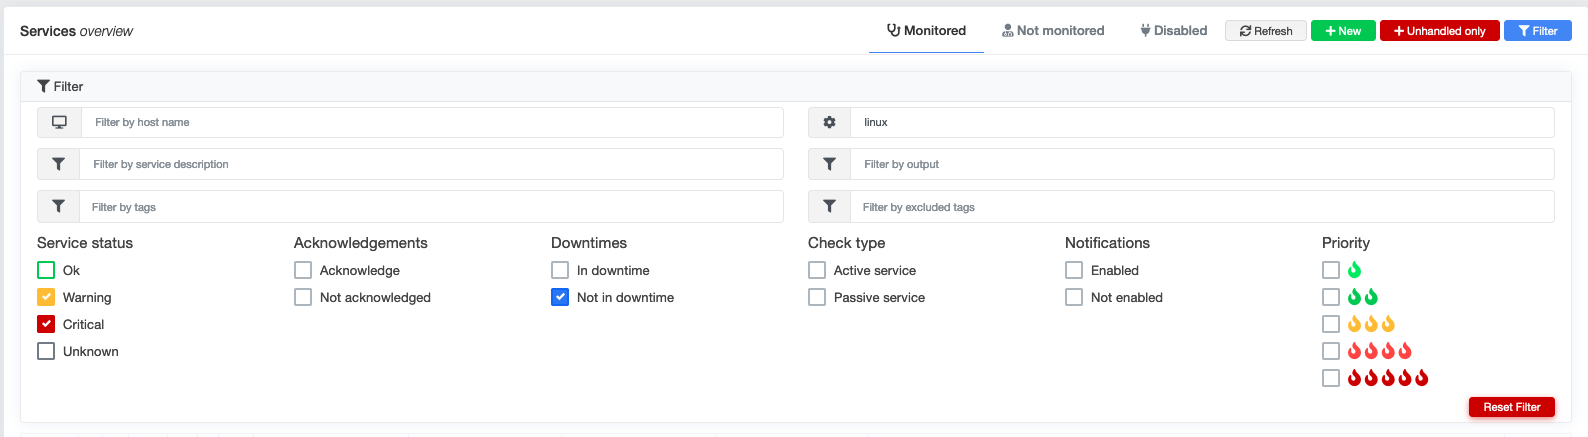 Services overview Monitored Not monitored Disabled Refresh New Unhandled only Filter
Filter
Filter by host name linux
Filter by service description Filter by output
Filter by tags Filter by excluded tags
Service status Acknowledgements Downtimes Check type Notifications Priority
Ok Acknowledge In downtime Active service Enabled
Warning Not acknowledged Not in downtime Passive service Not enabled
Critical
Unknown
Reset Filter